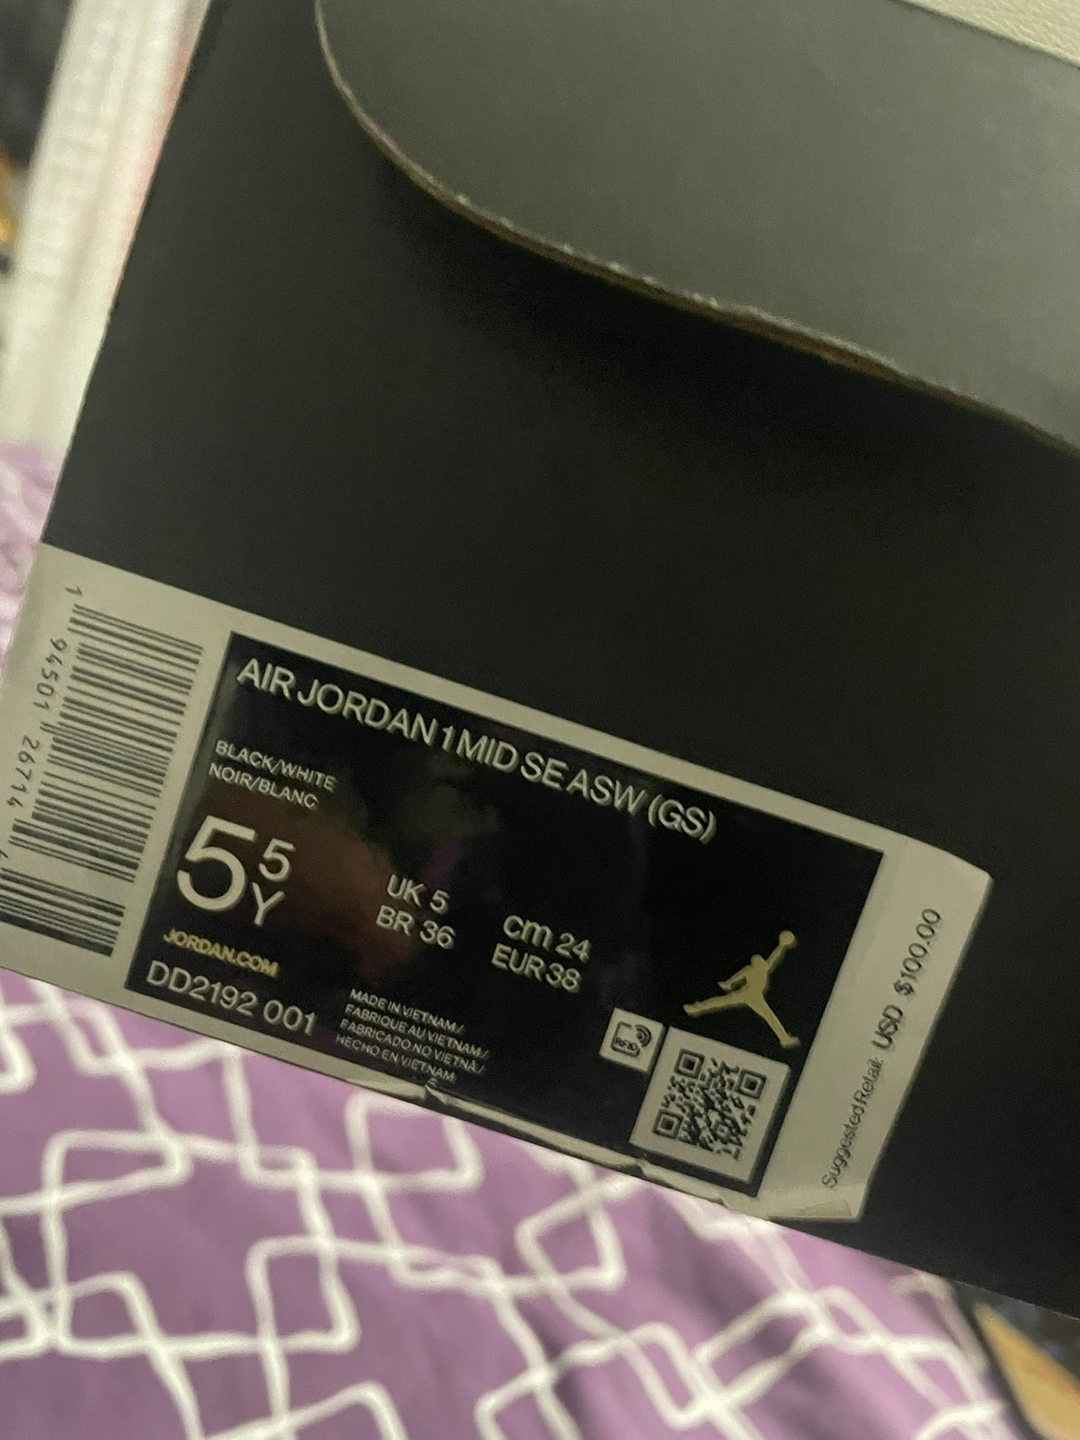 AIR JORDAN 1 MID SE ASW (GS)
BLACK/WHITE
NOIR/BLANC
5 5 Y
UK 5
BR 36
cm 24
EUR 38
JORDAN.COM
DD2192 001
MADE IN VIETNAM/
FABRIQUE AU VIETNAM/
FABRICADO NO VIETNÃ/
HECHO EN VIETNAM
RFID
Suggested Retail: USD $100.00
1 94501 26714